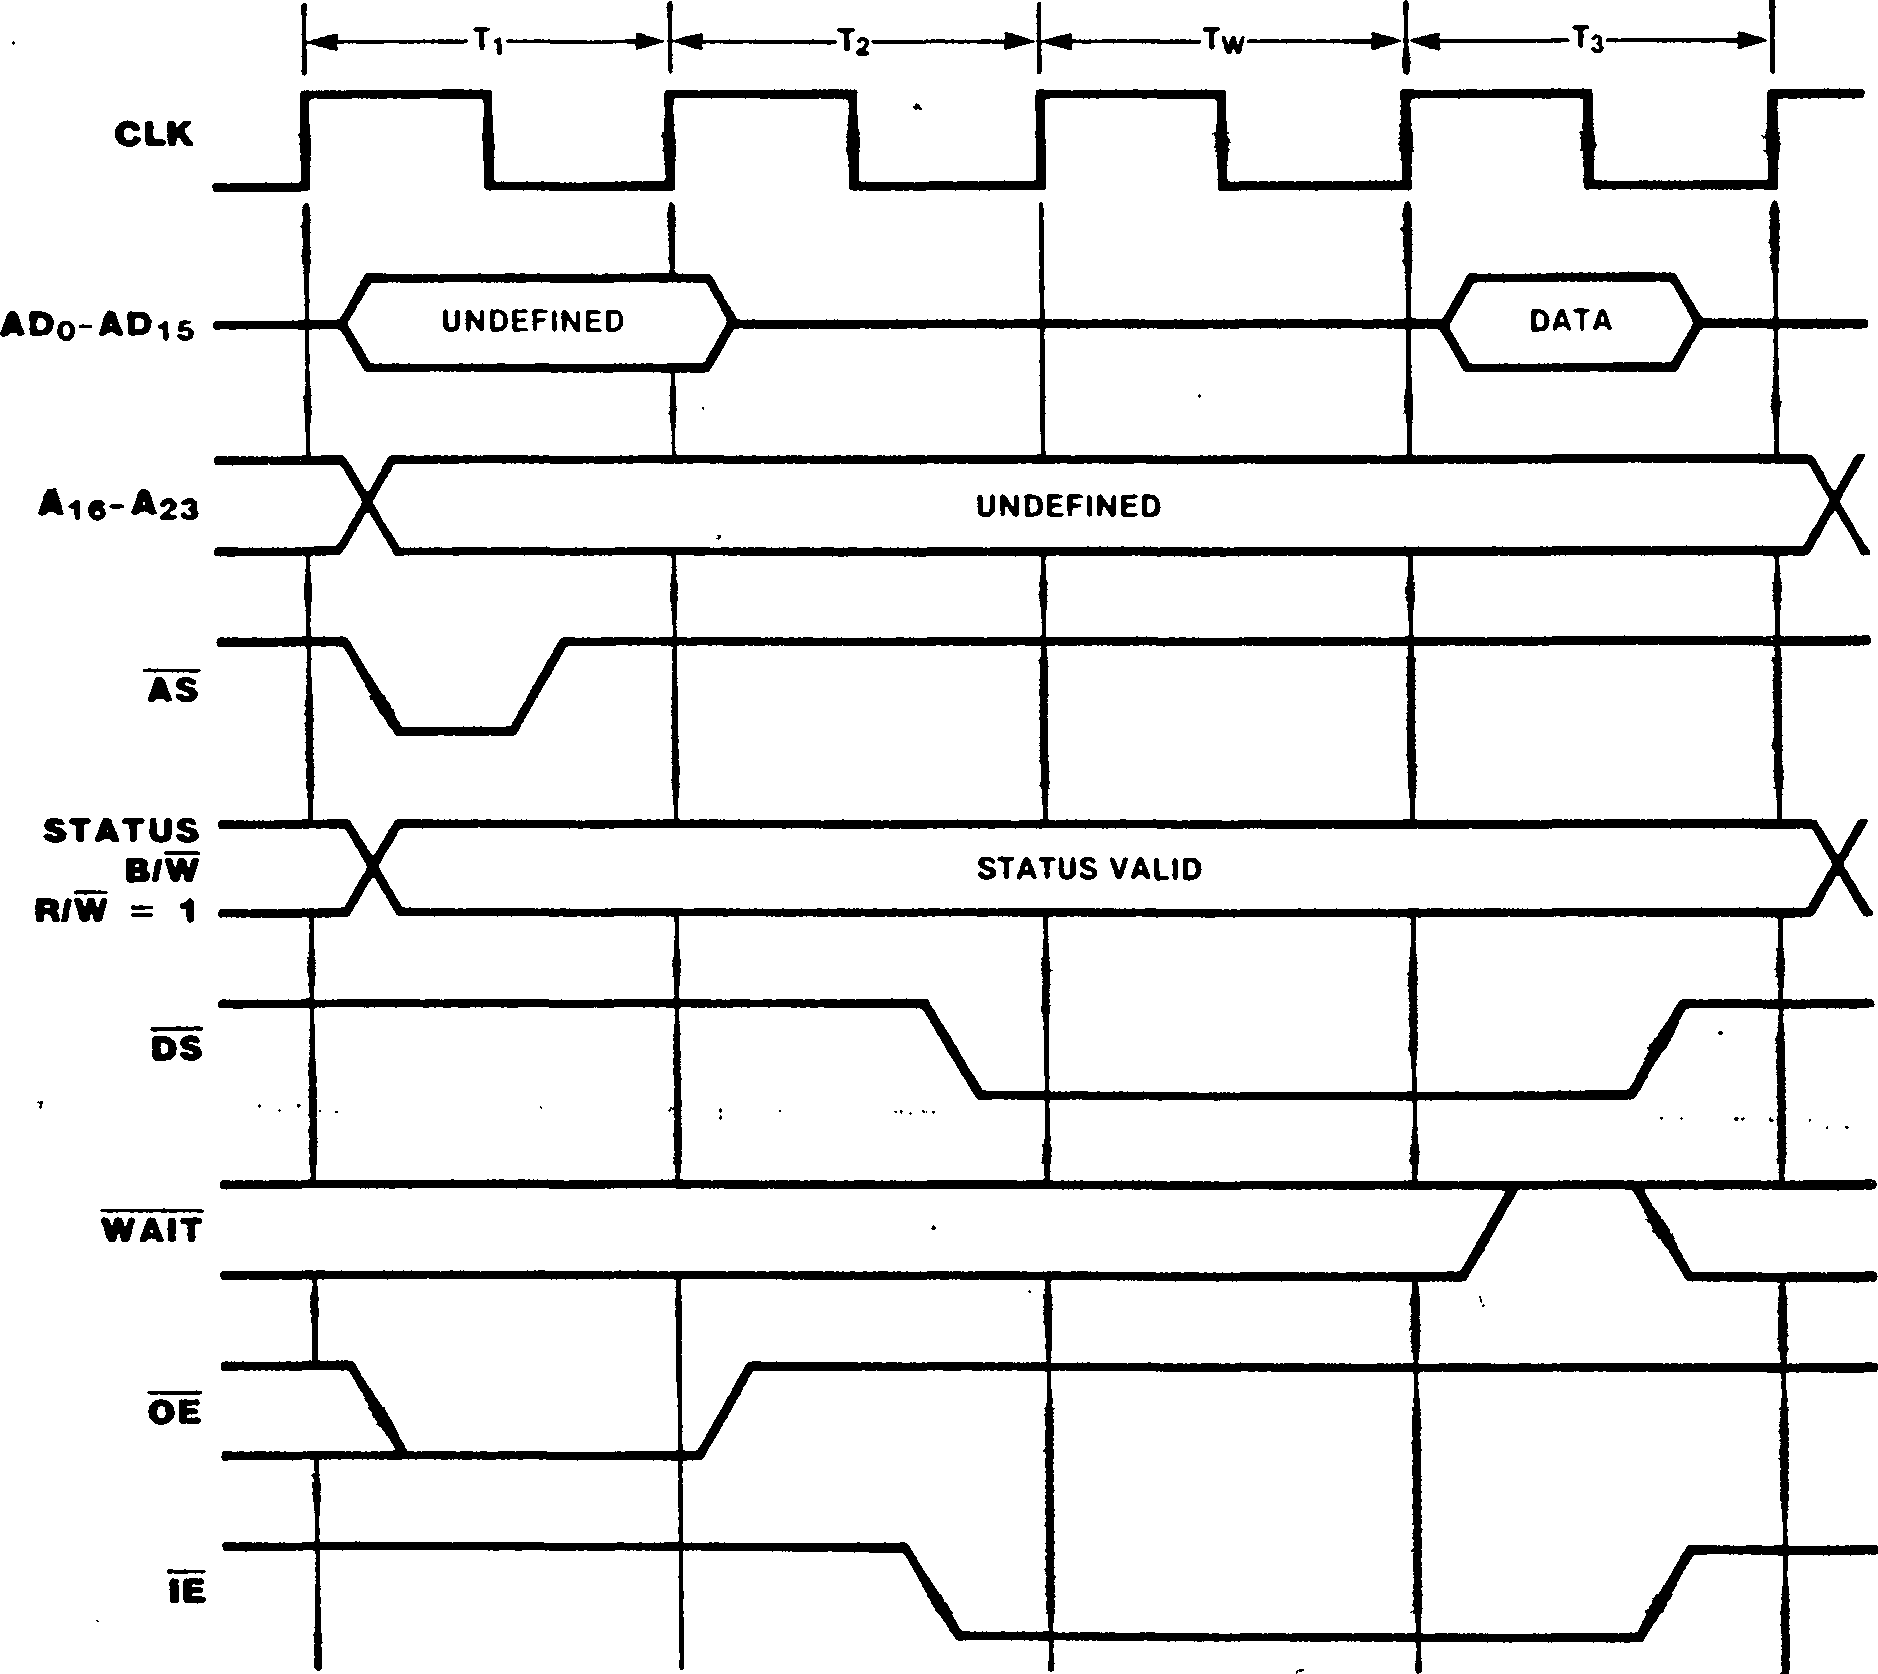 T1 T2 TW T3
CLK
AD0-AD15 UNDEFINED DATA
A16-A23 UNDEFINED
AS
STATUS
B/W STATUS VALID
R/W = 1
DS
WAIT
OE
IE